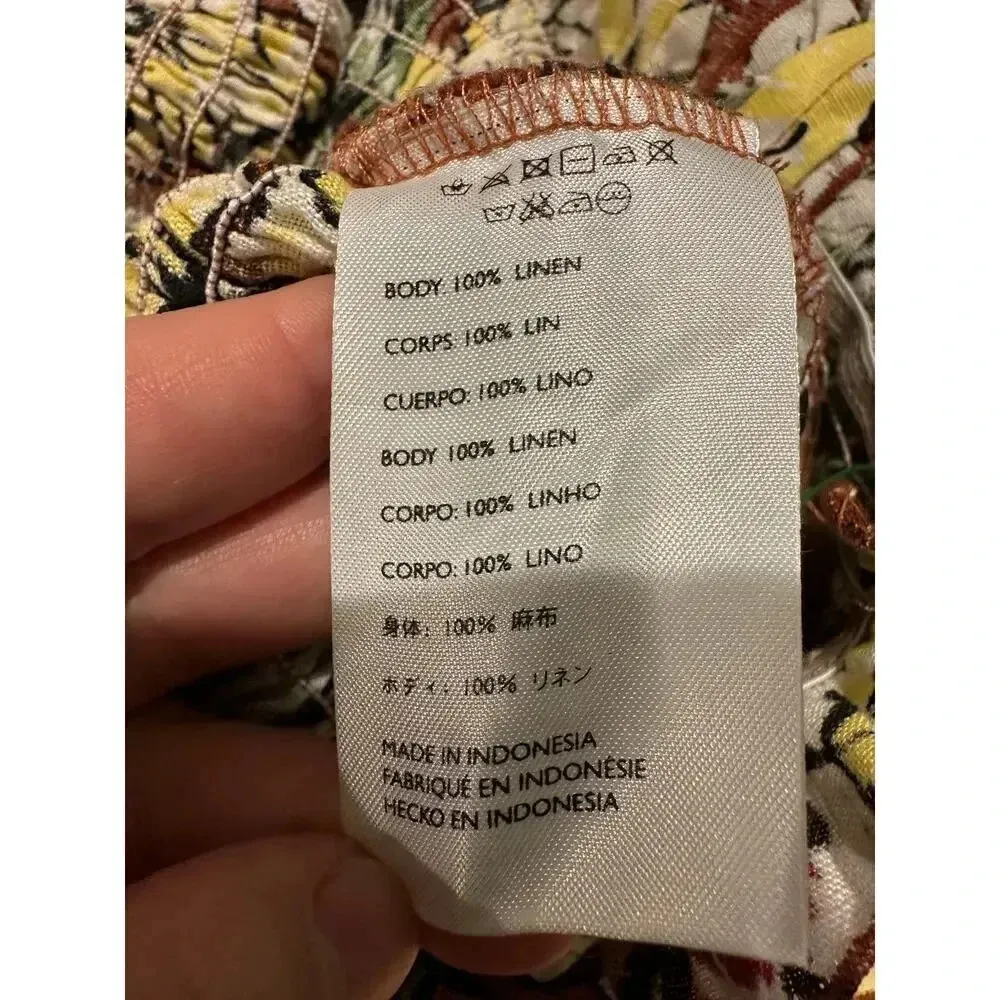 BODY 100% LINEN
CORPS 100% LIN
CUERPO: 100% LINO
BODY 100% LINEN
CORPO: 100% LINHO
CORPO: 100% LINO
身体: 100% 麻布
ホディ: 100% リネン
MADE IN INDONESIA
FABRIQUÉ EN INDONÉSIE
HECKO EN INDONESIA